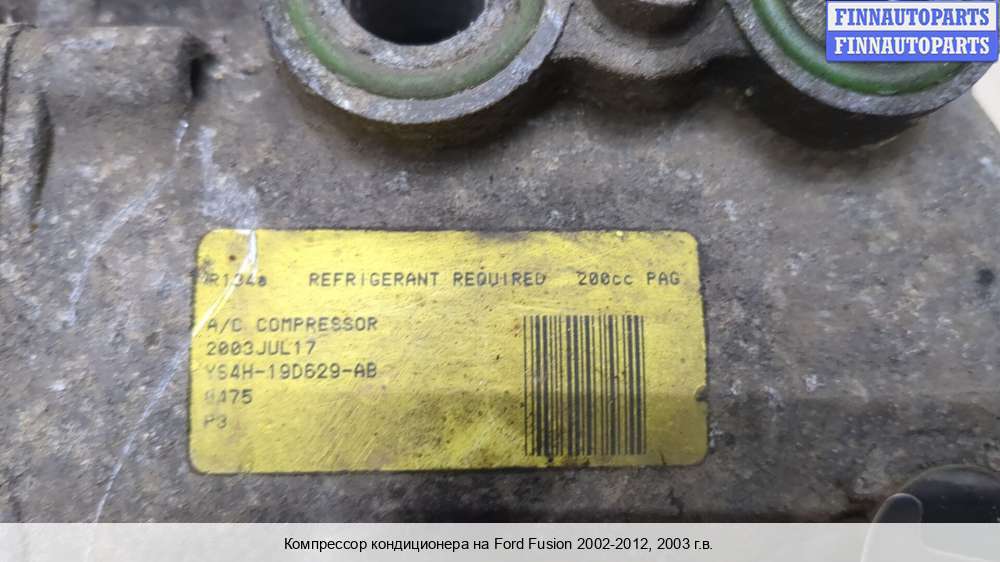 FINNAUTOPARTS
FINNAUTOPARTS
R134a REFRIGERANT REQUIRED 200cc PAG
A/C COMPRESSOR
2003JUL17
YS4H-19D629-AB
8475
P3
Компрессор кондиционера на Ford Fusion 2002-2012, 2003 г.в.